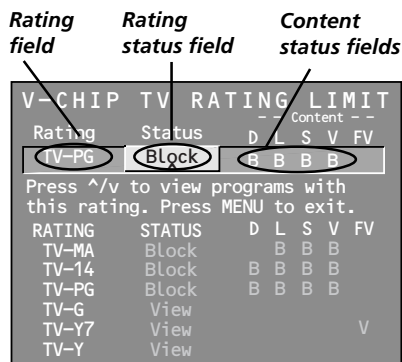 Rating field
Rating status field
Content status fields
V-CHIP TV RATING LIMIT
– – Content – –
Rating Status D L S V FV
TV-PG Block B B B B
Press ^/v to view programs with
this rating. Press MENU to exit.
RATING STATUS D L S V FV
TV-MA Block B B B
TV-14 Block B B B B
TV-PG Block B B B B
TV-G View
TV-Y7 View V
TV-Y View